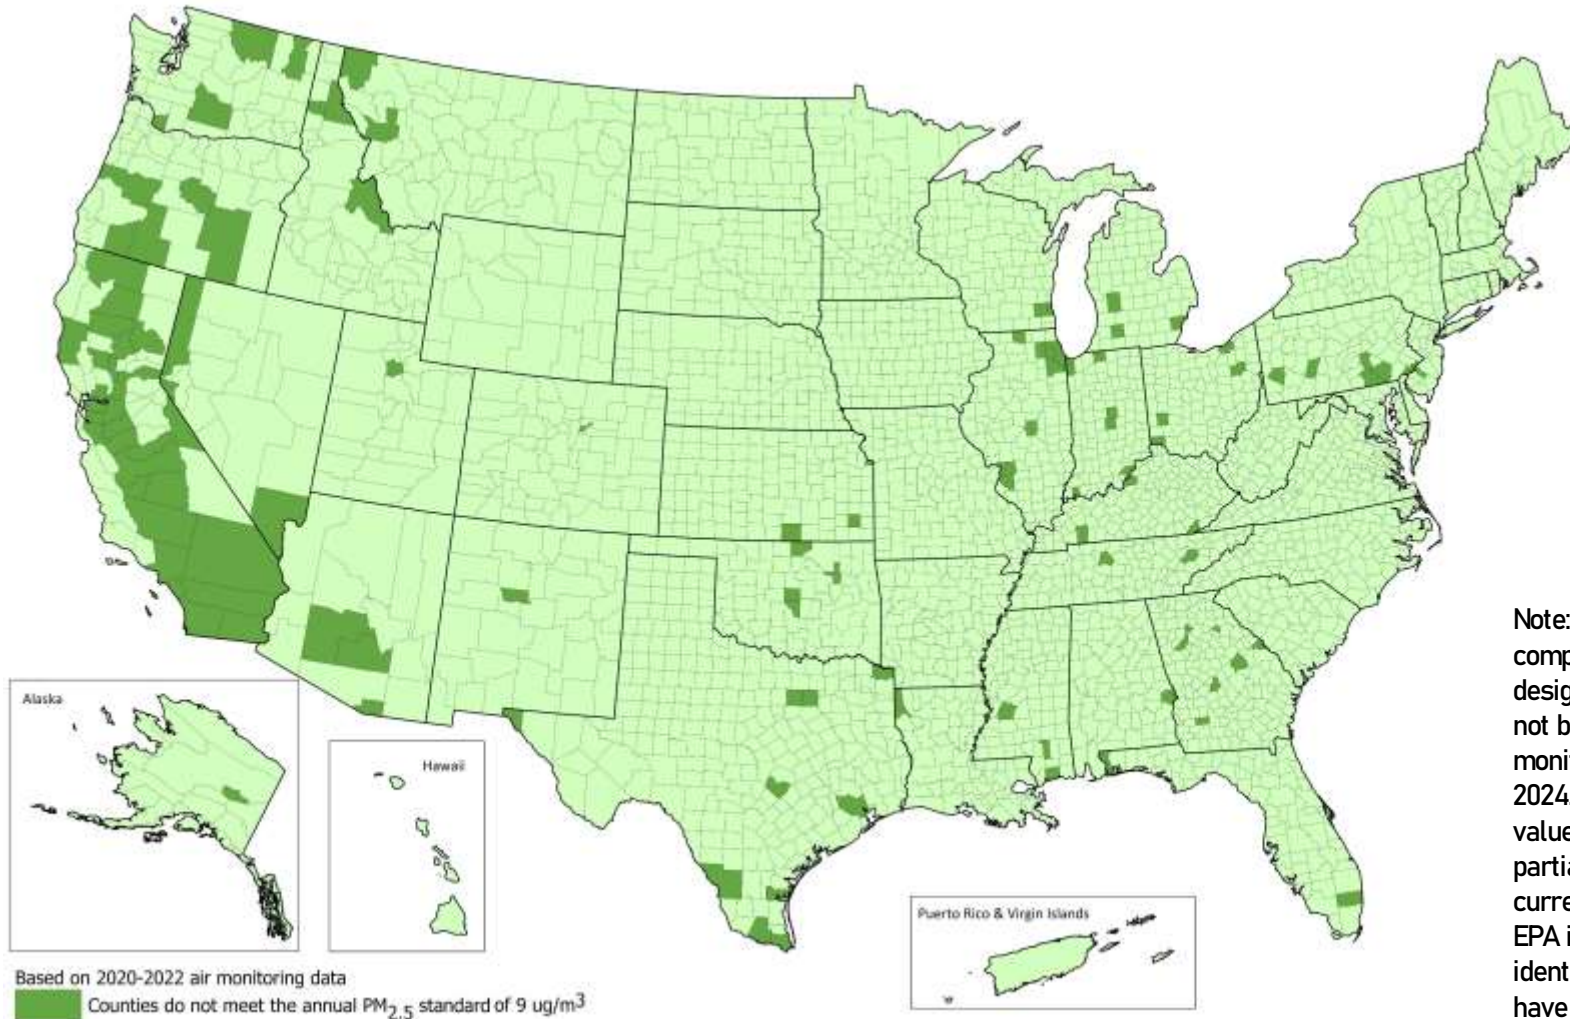 Alaska
Hawaii
Puerto Rico & Virgin Islands
Based on 2020-2022 air monitoring data
Counties do not meet the annual PM2.5 standard of 9 ug/m3
Note:
comp
desig
not b
monit
2024.
value
partia
curre
EPA i
ident
have